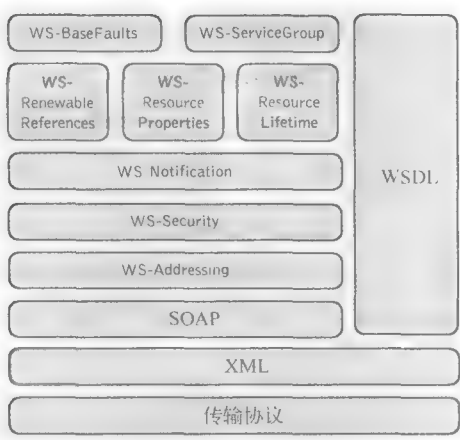 WS-BaseFaults
WS-ServiceGroup
WS-
Renewable
References
WS-
Resource
Properties
WS-
Resource
Lifetime
WS Notification
WSDL
WS-Security
WS-Addressing
SOAP
XML
传输协议